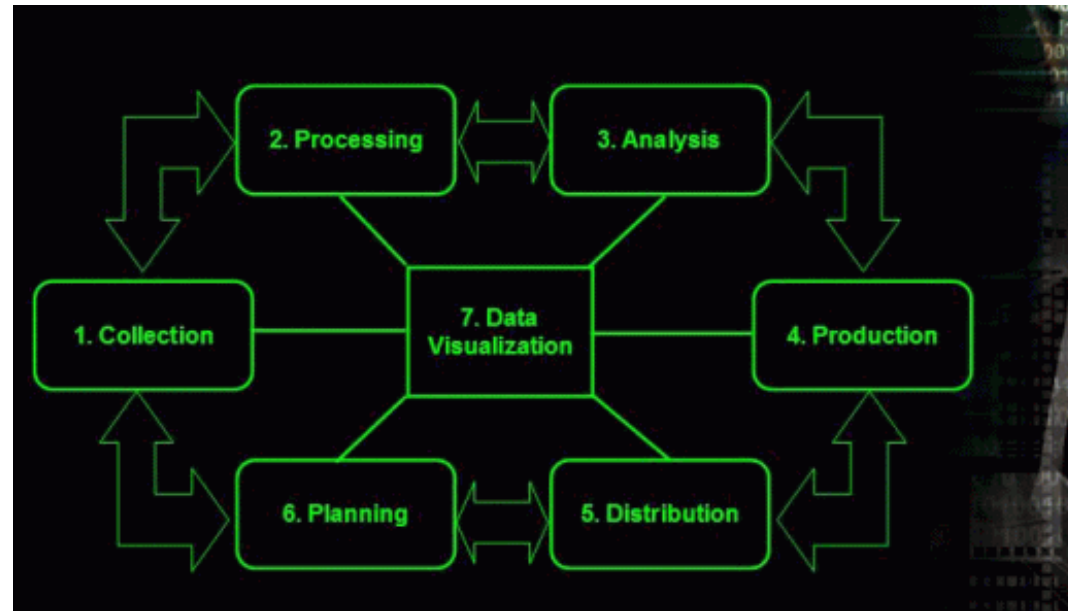 2. Processing
3. Analysis
1. Collection
7. Data
Visualization
4. Production
6. Planning
5. Distribution